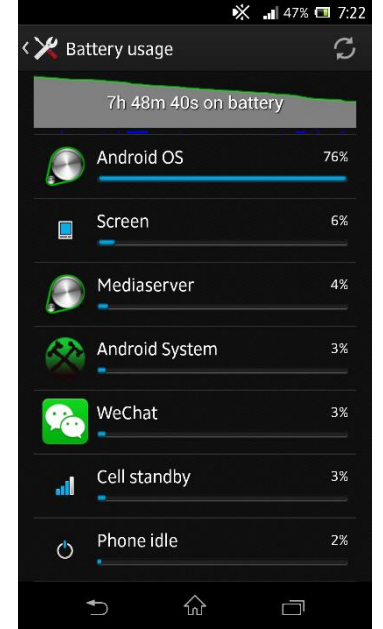 47% 7:22
Battery usage
7h 48m 40s on battery
Android OS 76%
Screen 6%
Mediaserver 4%
Android System 3%
WeChat 3%
Cell standby 3%
Phone idle 2%